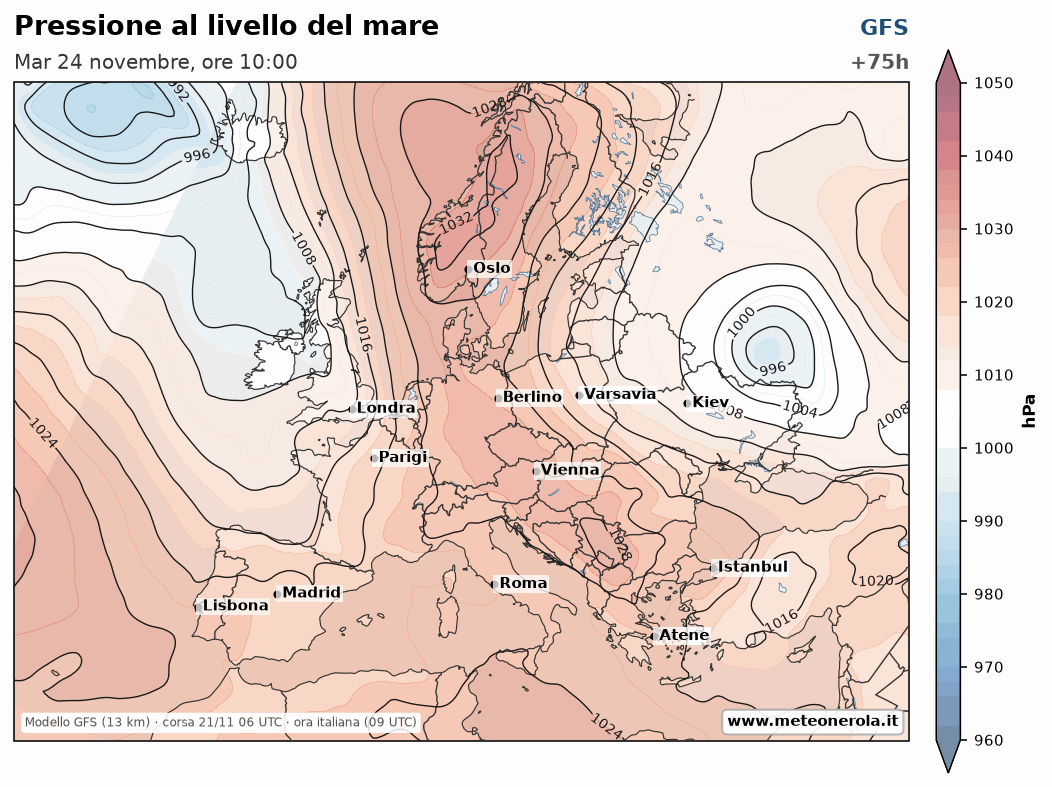 Pressione al livello del mare
GFS
Mar 24 novembre, ore 10:00
+75h
992
1028
1050
996
1016
1040
1032
1008
Oslo
1030
1000
1020
1016
996
1010
Berlino
Varsavia
Kiev
Londra
008
1004
1008
hPa
1024
Parigi
1000
Vienna
990
1028
Istanbul
1020
Roma
980
Madrid
Lisbona
1016
Atene
970
Modello GFS (13 km) · corsa 21/11 06 UTC · ora italiana (09 UTC)
1024
www.meteonerola.it
960